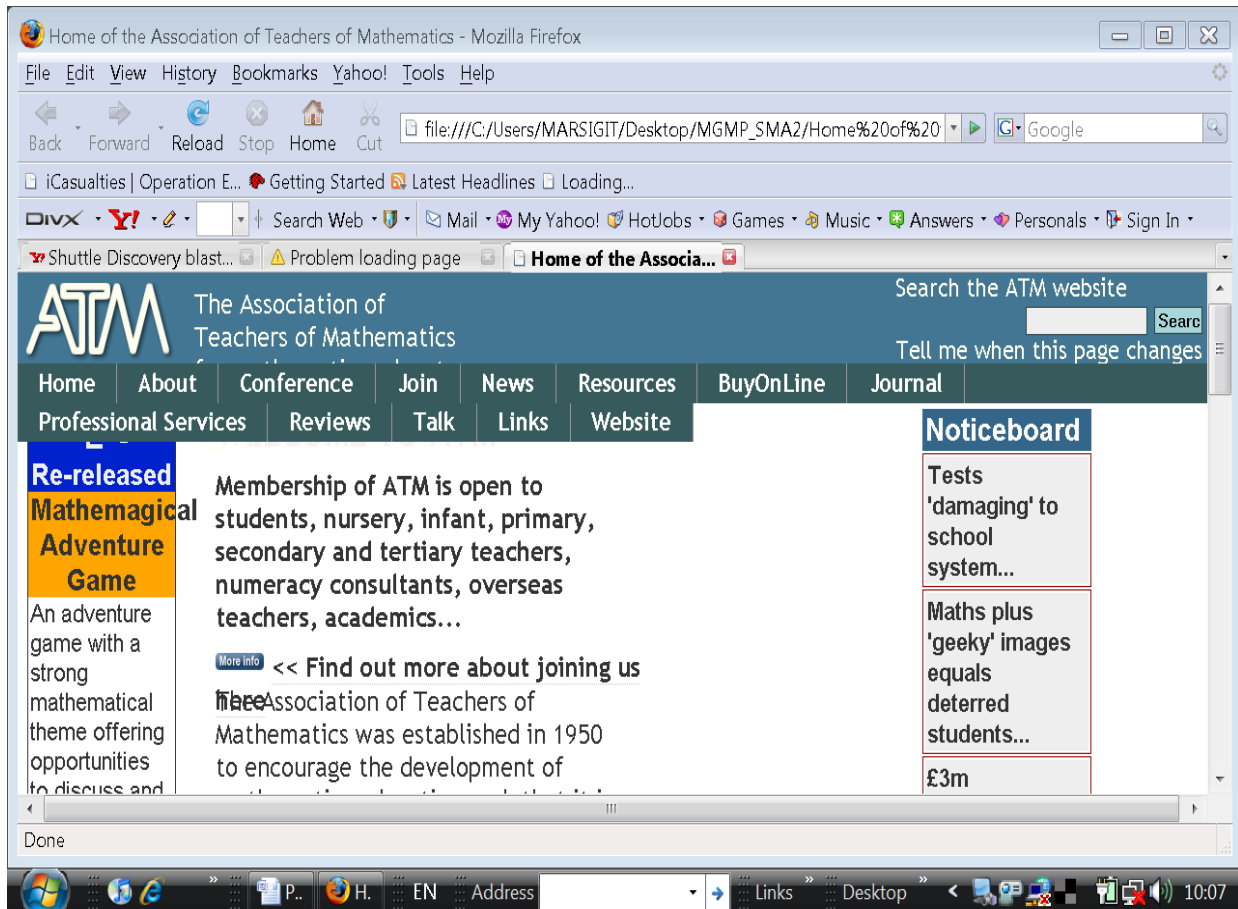 Home of the Association of Teachers of Mathematics - Mozilla Firefox
File Edit View History Bookmarks Yahoo! Tools Help
Back Forward Reload Stop Home Cut
file:///C:/Users/MARSIGIT/Desktop/MGMP_SMA2/Home%20of%20
G Google
iCasualties | Operation E... Getting Started Latest Headlines Loading...
DIVX Y! Search Web Mail My Yahoo! HotJobs Games Music Answers Personals Sign In
Shuttle Discovery blast... Problem loading page Home of the Associa...
ATM
The Association of
Teachers of Mathematics
Search the ATM website
Searc
Tell me when this page changes
Home About Conference Join News Resources BuyOnLine Journal
Professional Services Reviews Talk Links Website
Re-released
Mathemagical
Adventure
Game
An adventure
game with a
strong
mathematical
theme offering
opportunities
to discuss and
Membership of ATM is open to
students, nursery, infant, primary,
secondary and tertiary teachers,
numeracy consultants, overseas
teachers, academics...
More info << Find out more about joining us
here
The Association of Teachers of
Mathematics was established in 1950
to encourage the development of
Noticeboard
Tests
'damaging' to
school
system...
Maths plus
'geeky' images
equals
deterred
students...
£3m
Done
P.. H. EN Address Links Desktop 10:07